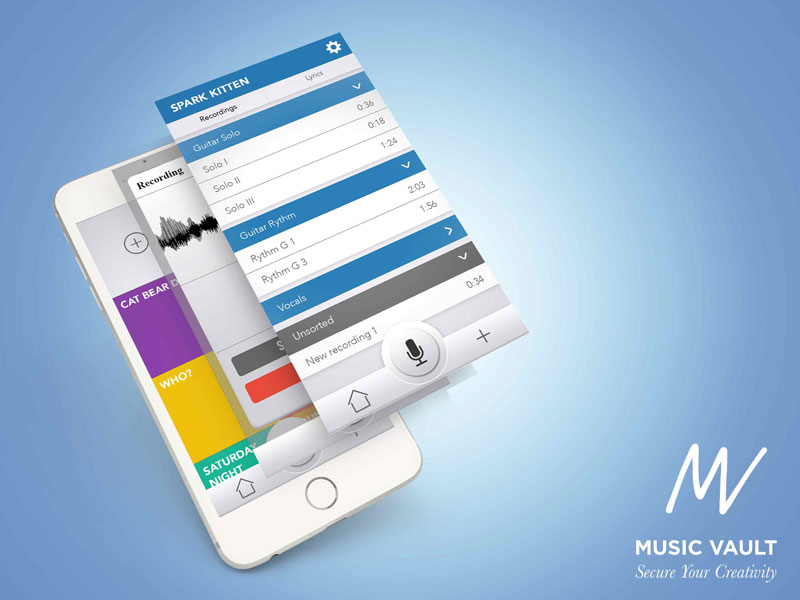 SPARK KITTEN
Recordings
Lyrics
Guitar Solo
Solo I
0:36
Solo II
0:18
Solo III
1:24
Guitar Rythm
Rythm G 1
2:03
Rythm G 3
1:56
Vocals
Unsorted
New recording 1
0:34
Recording
CAT BEAR D
WHO?
SATURDAY
NIGHT
MUSIC VAULT
Secure Your Creativity